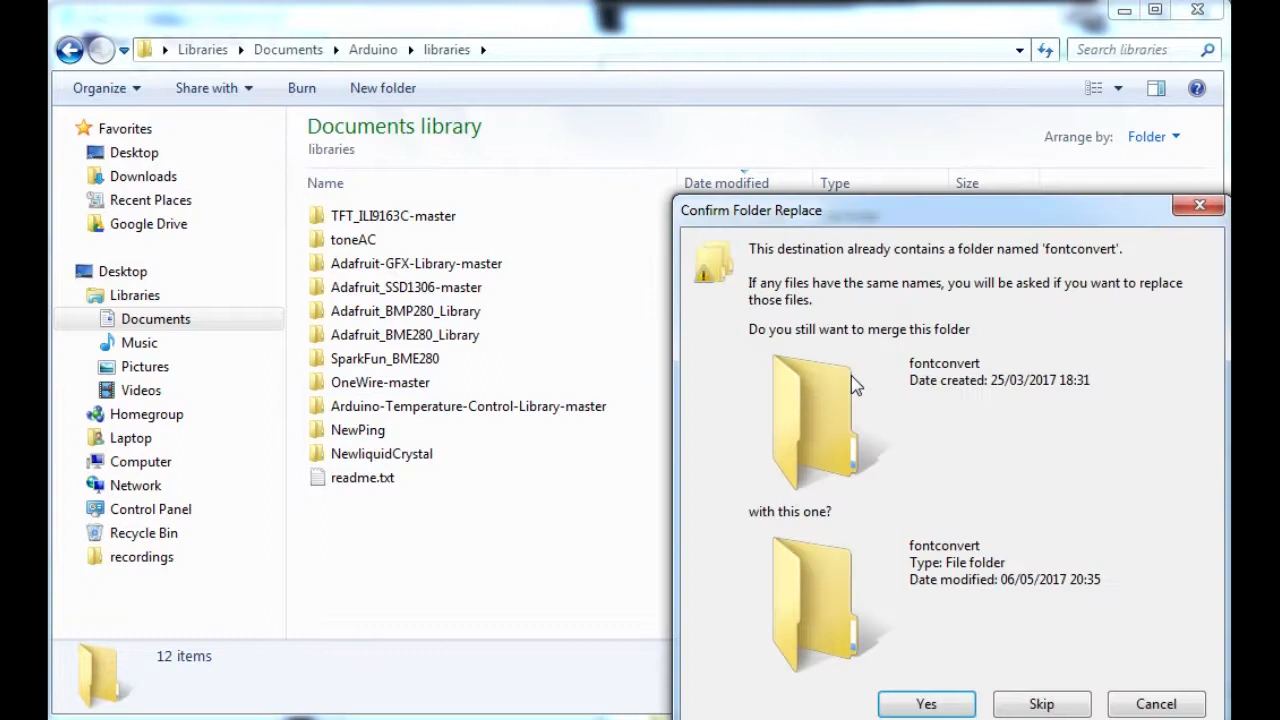 Libraries Documents Arduino libraries
Search libraries
Organize Share with Burn New folder
Favorites
Desktop
Downloads
Recent Places
Google Drive
Desktop
Libraries
Documents
Music
Pictures
Videos
Homegroup
Laptop
Computer
Network
Control Panel
Recycle Bin
recordings
Documents library
libraries
Arrange by: Folder
Name Date modified Type Size
TFT_ILI9163C-master
toneAC
Adafruit-GFX-Library-master
Adafruit_SSD1306-master
Adafruit_BMP280_Library
Adafruit_BME280_Library
SparkFun_BME280
OneWire-master
Arduino-Temperature-Control-Library-master
NewPing
NewliquidCrystal
readme.txt
12 items
Confirm Folder Replace
This destination already contains a folder named 'fontconvert'.
If any files have the same names, you will be asked if you want to replace
those files.
Do you still want to merge this folder
fontconvert
Date created: 25/03/2017 18:31
with this one?
fontconvert
Type: File folder
Date modified: 06/05/2017 20:35
Yes Skip Cancel